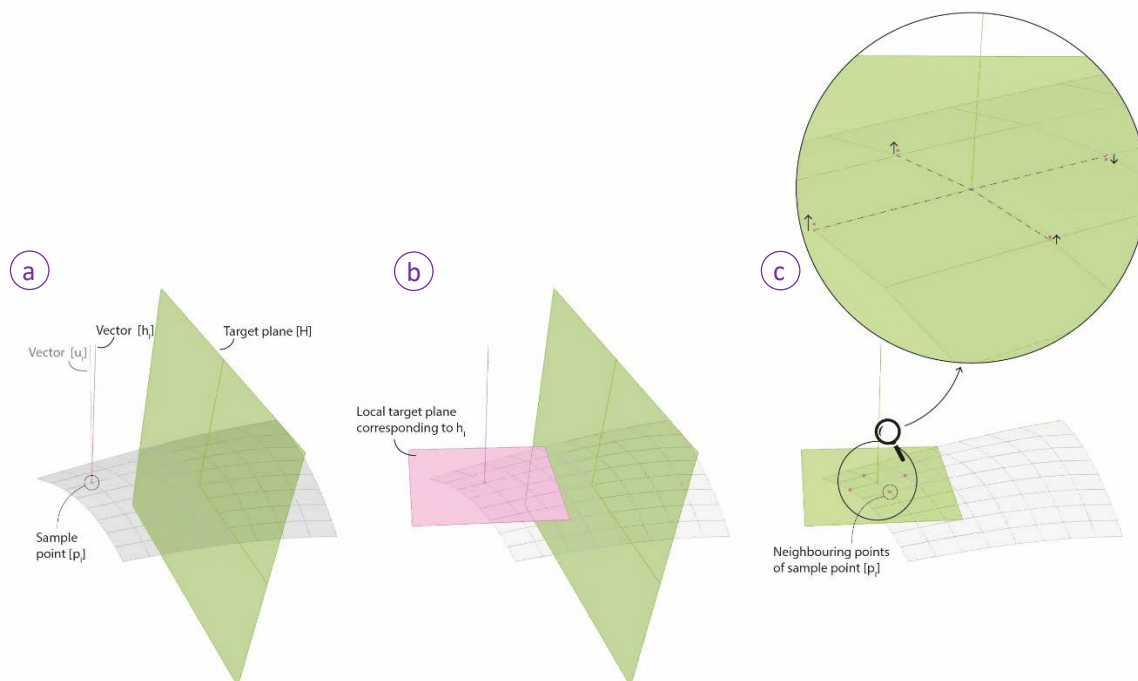 a
b
c
Vector [hᵢ]
Target plane [H]
Vector [uᵢ]
Sample
point [pᵢ]
Local target plane
corresponding to hᵢ
Neighbouring points
of sample point [pᵢ]